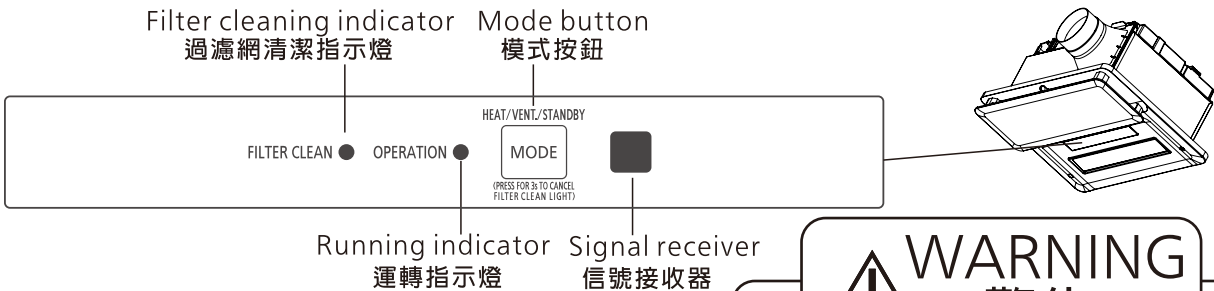 Filter cleaning indicator
過濾網清潔指示燈
Mode button
模式按鈕
HEAT/VENT./STANDBY
FILTER CLEAN
OPERATION
MODE
(PRESS FOR 3s TO CANCEL
FILTER CLEAN LIGHT)
Running indicator
運轉指示燈
Signal receiver
信號接收器
WARNING